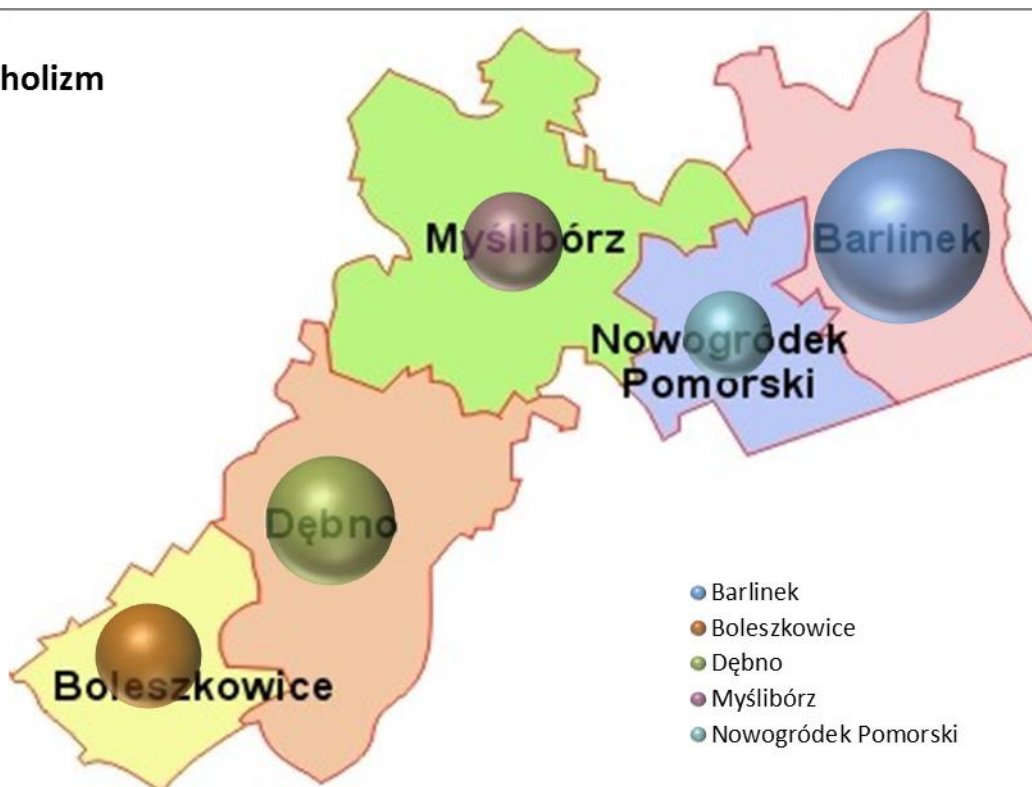 holizm
Myślibórz
Barlinek
Nowogródek
Pomorski
Dębno
Boleszkowice
Barlinek
Boleszkowice
Dębno
Myślibórz
Nowogródek Pomorski